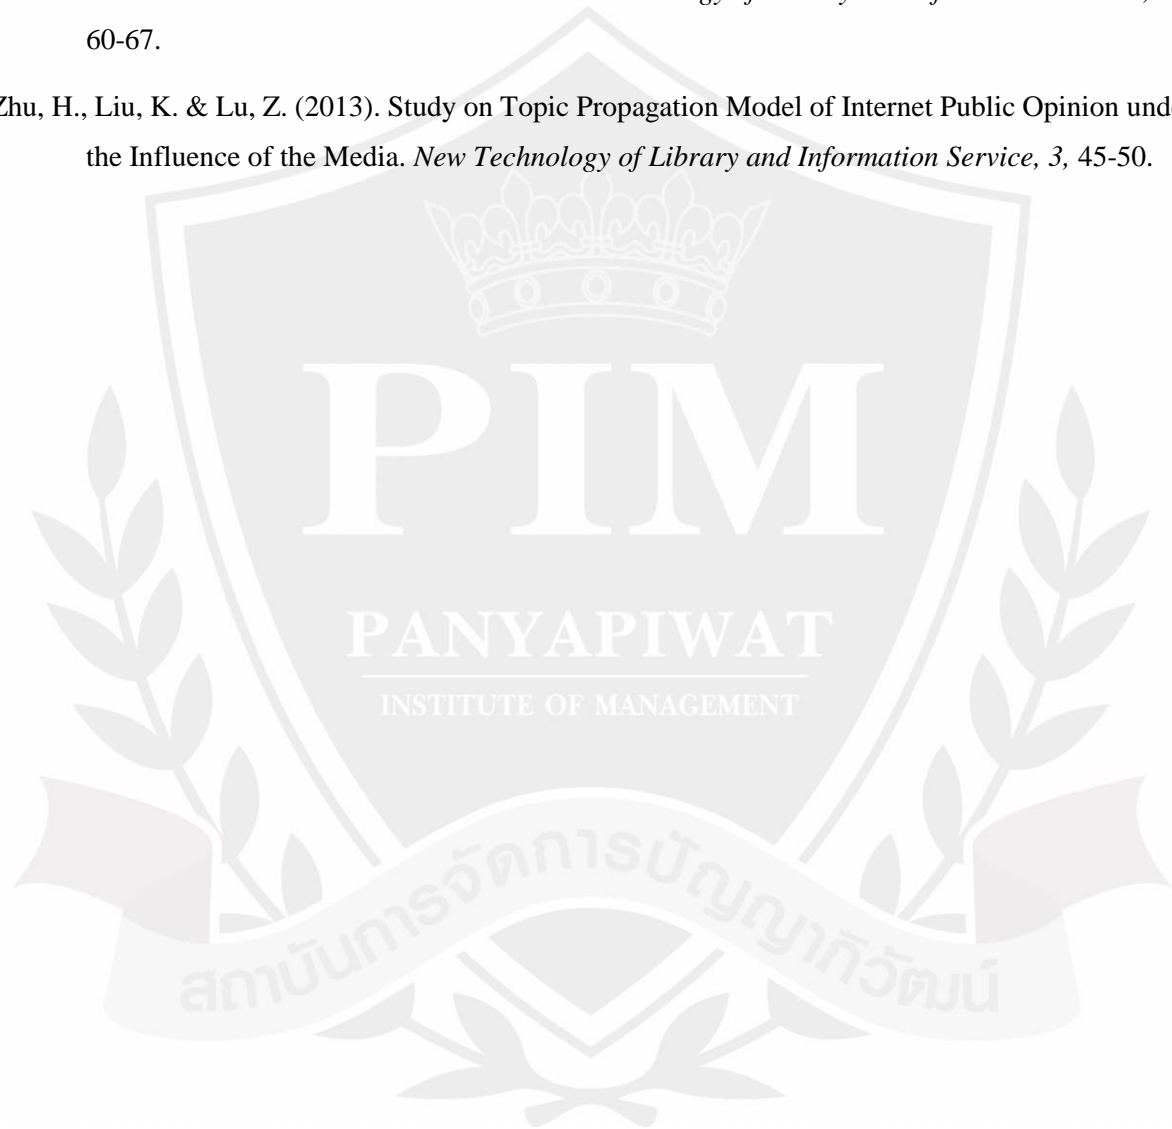 60-67.
Zhu, H., Liu, K. & Lu, Z. (2013). Study on Topic Propagation Model of Internet Public Opinion
the Influence of the Media. New Technology of Library and Information Service, 3, 45-50.
PIM
PANYAPIWAT
INSTITUTE OF MANAGEMENT
สถาบันการจัดการปัญญาภิวัฒน์